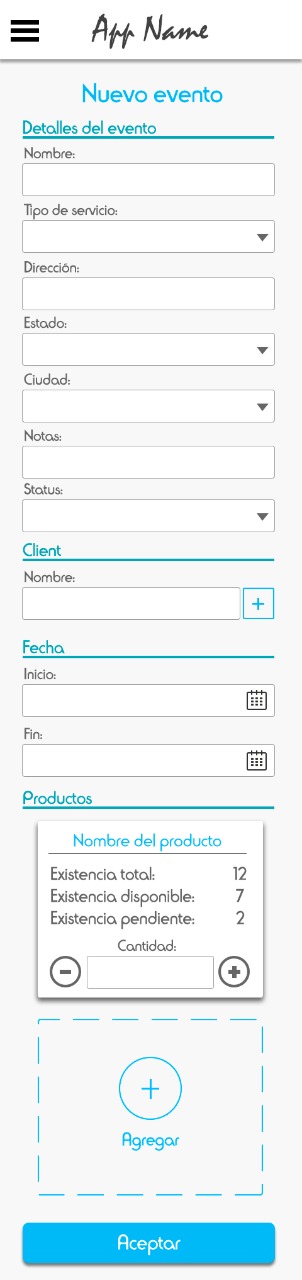 App Name
Nuevo evento
Detalles del evento
Nombre:
Tipo de servicio:
Dirección:
Estado:
Ciudad:
Notas:
Status:
Client
Nombre:
Fecha
Inicio:
Fin:
Productos
Nombre del producto
Existencia total: 12
Existencia disponible: 7
Existencia pendiente: 2
Cantidad:
Agregar
Aceptar